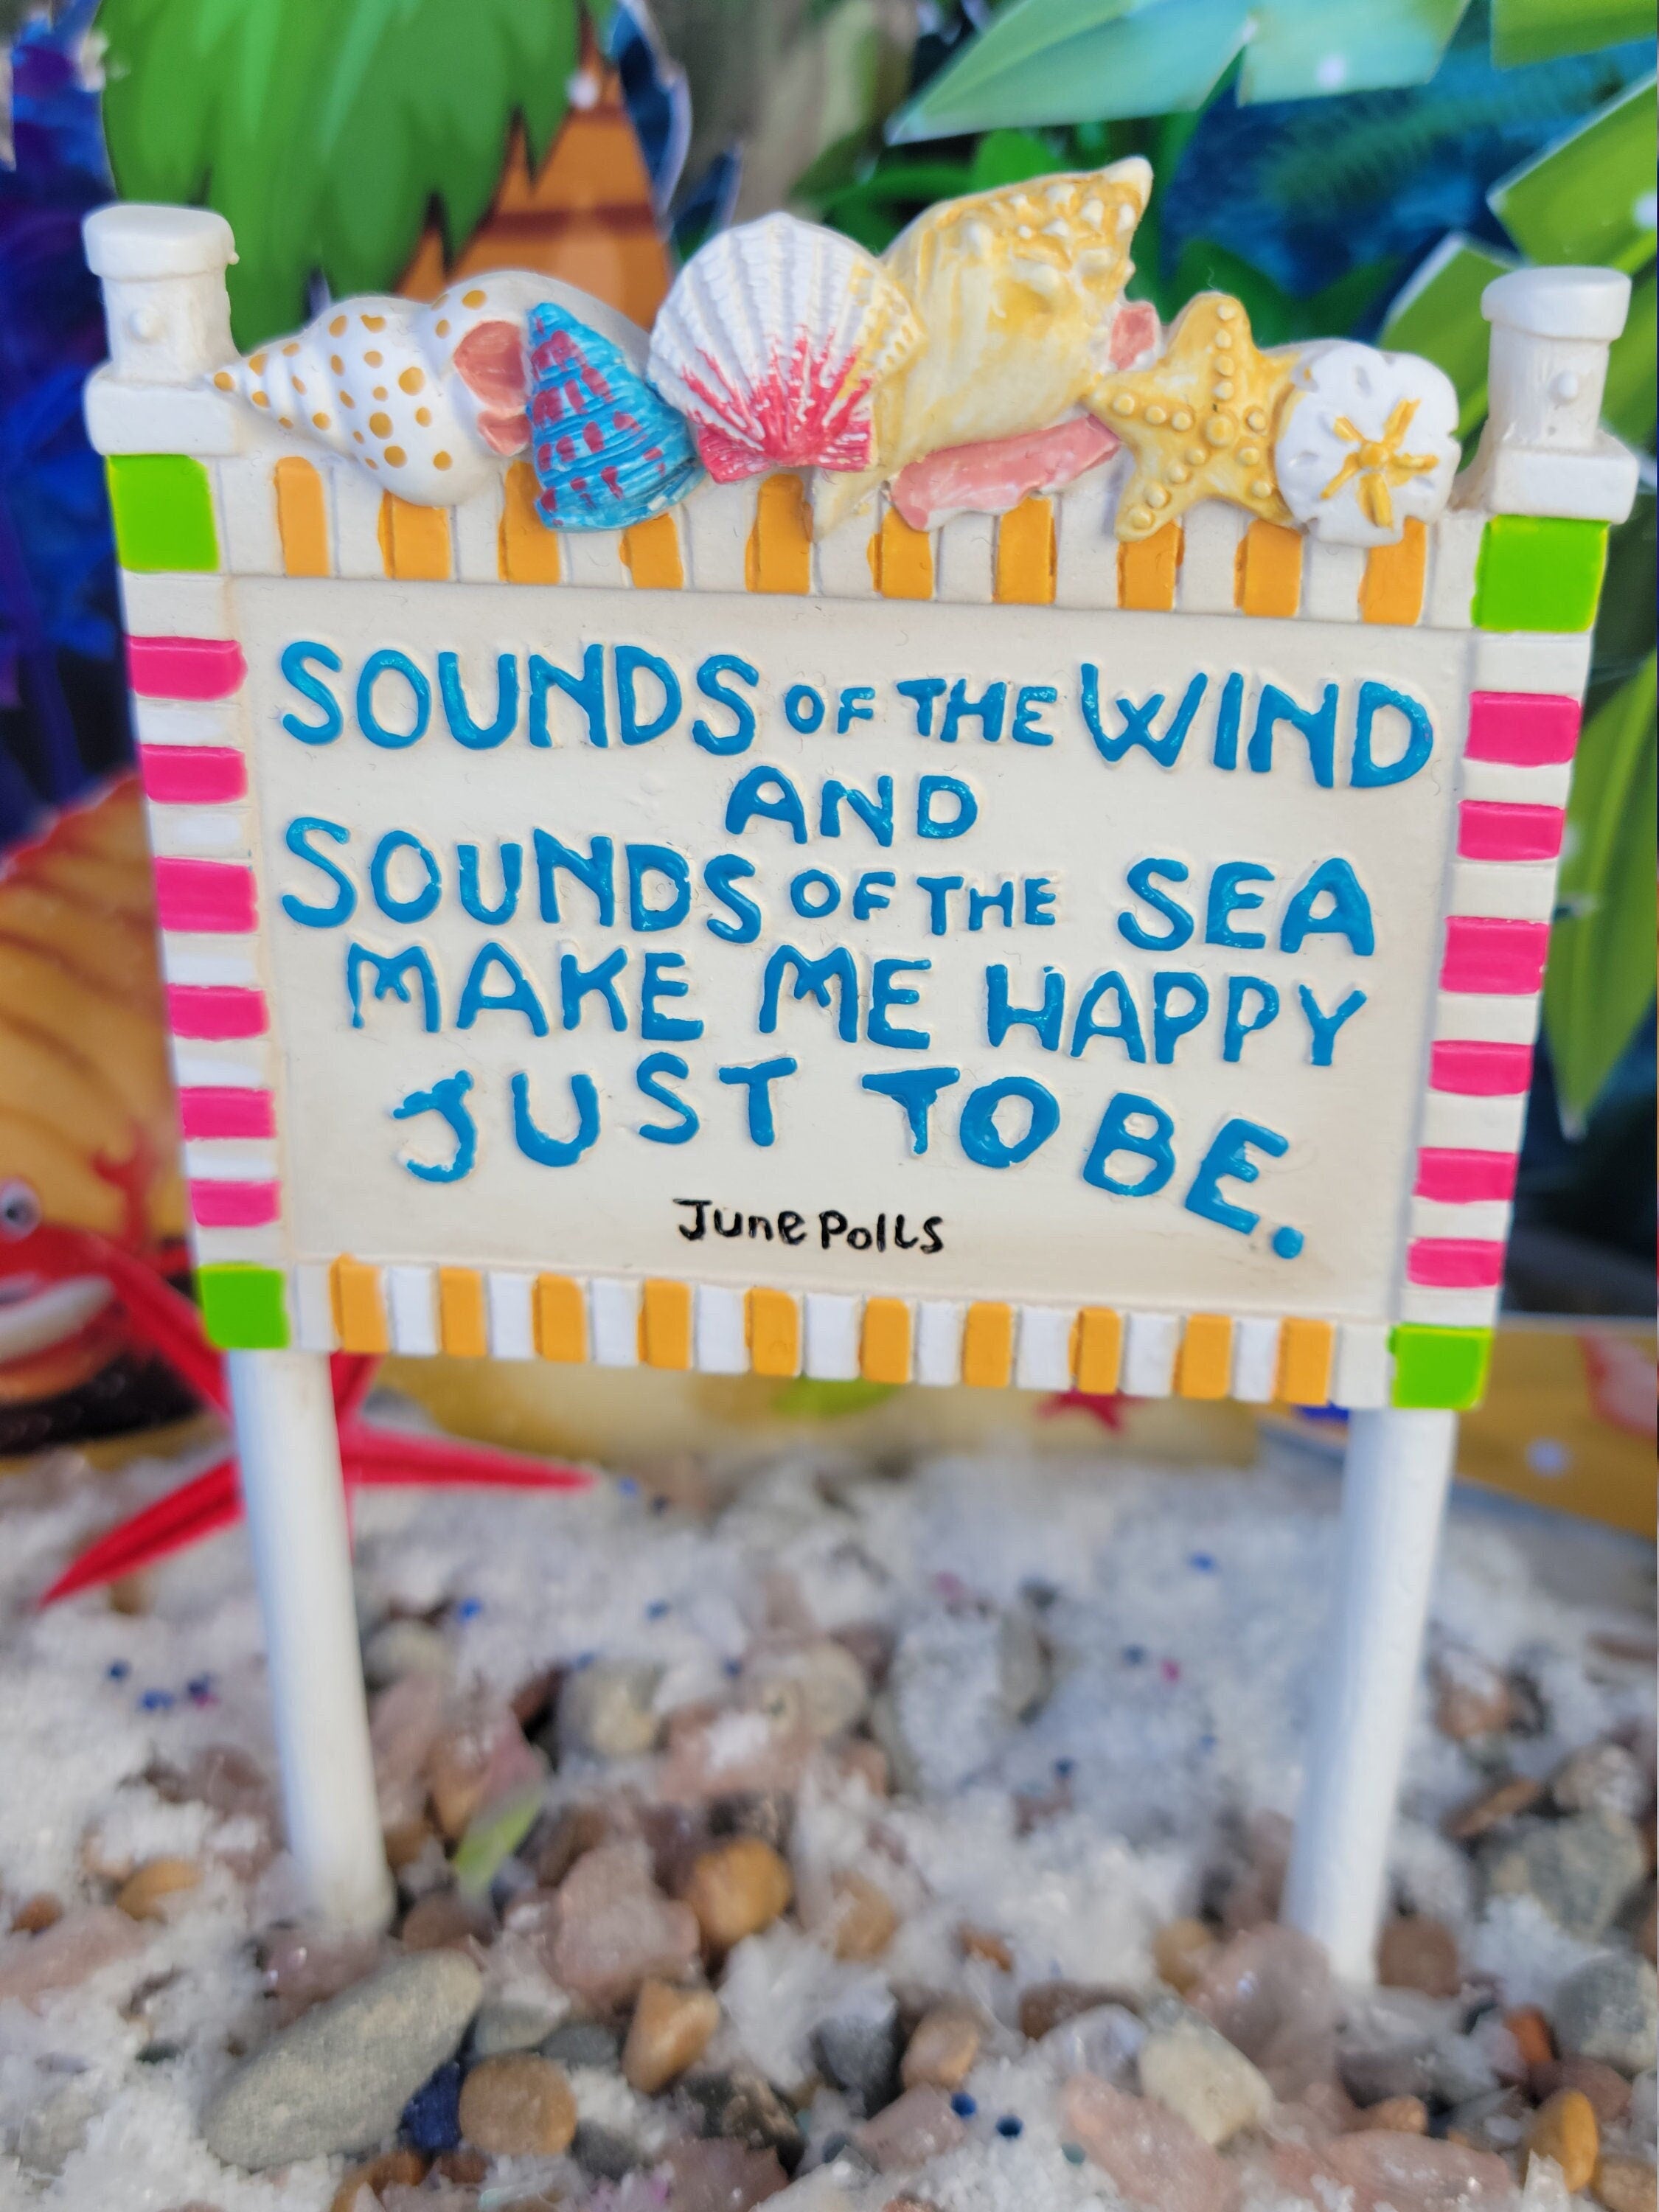 SOUNDS OF THE WIND
AND
SOUNDS OF THE SEA
MAKE ME HAPPY
JUST TO BE.
June Polls